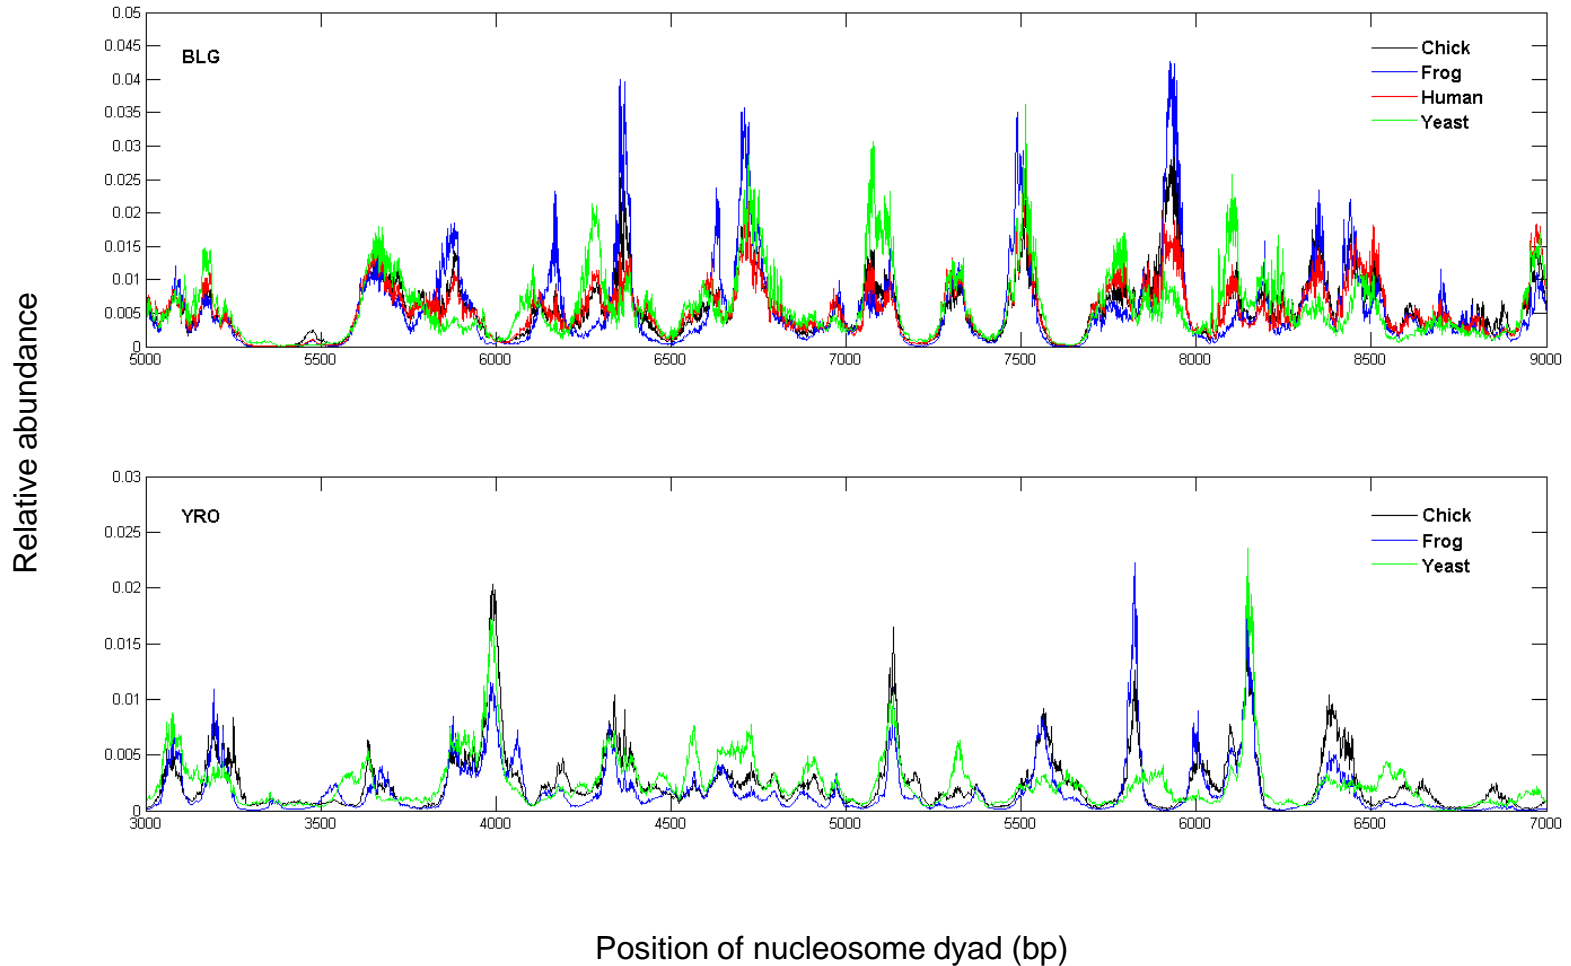 0.05
0.045
0.04
0.035
0.03
0.025
0.02
0.015
0.01
0.005
0
BLG
Chick
Frog
Human
Yeast
5000 5500 6000 6500 7000 7500 8000 8500 9000
Relative abundance
0.03
0.025
0.02
0.015
0.01
0.005
0
YRO
Chick
Frog
Yeast
3000 3500 4000 4500 5000 5500 6000 6500 7000
Position of nucleosome dyad (bp)